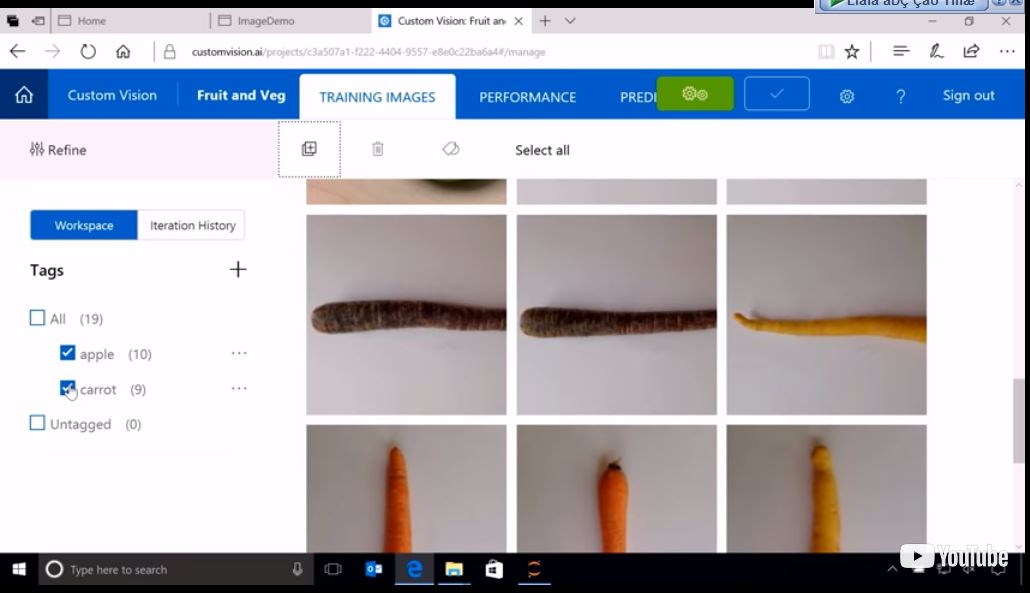 Home
ImageDemo
Custom Vision: Fruit an
customvision.ai/projects/c3a507a1-f222-4404-9557-e8e0c22ba6a4#/manage
Custom Vision
Fruit and Veg
TRAINING IMAGES
PERFORMANCE
PREDI
?
Sign out
Refine
Select all
Workspace
Iteration History
Tags
All (19)
apple (10)
carrot (9)
Untagged (0)
Type here to search
YouTube